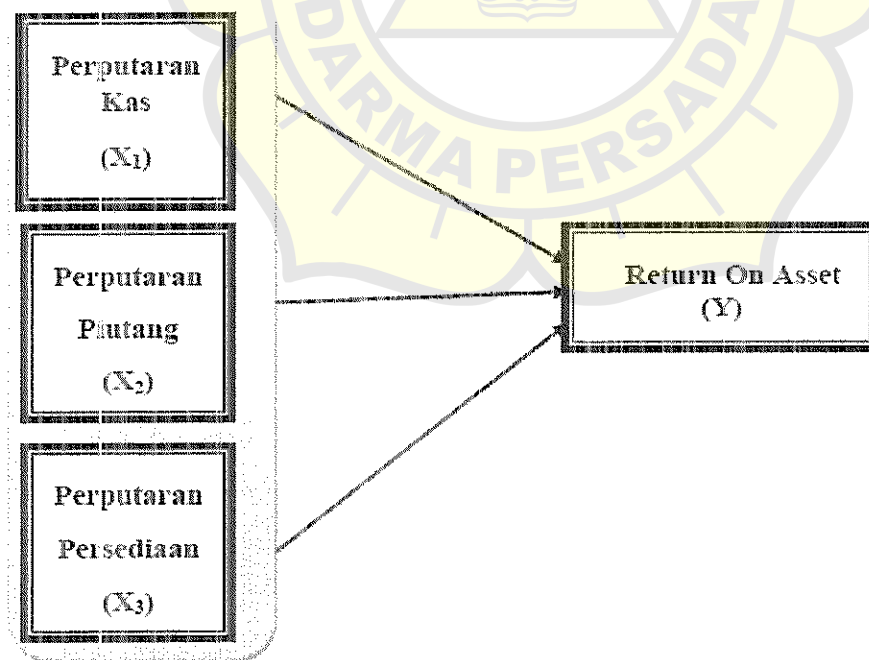 DARMA PERSADA
Perputaran
Kas
(X₁)
Perputaran
Piutang
(X₂)
Perputaran
Persediaan
(X₃)
Return On Asset
(Y)